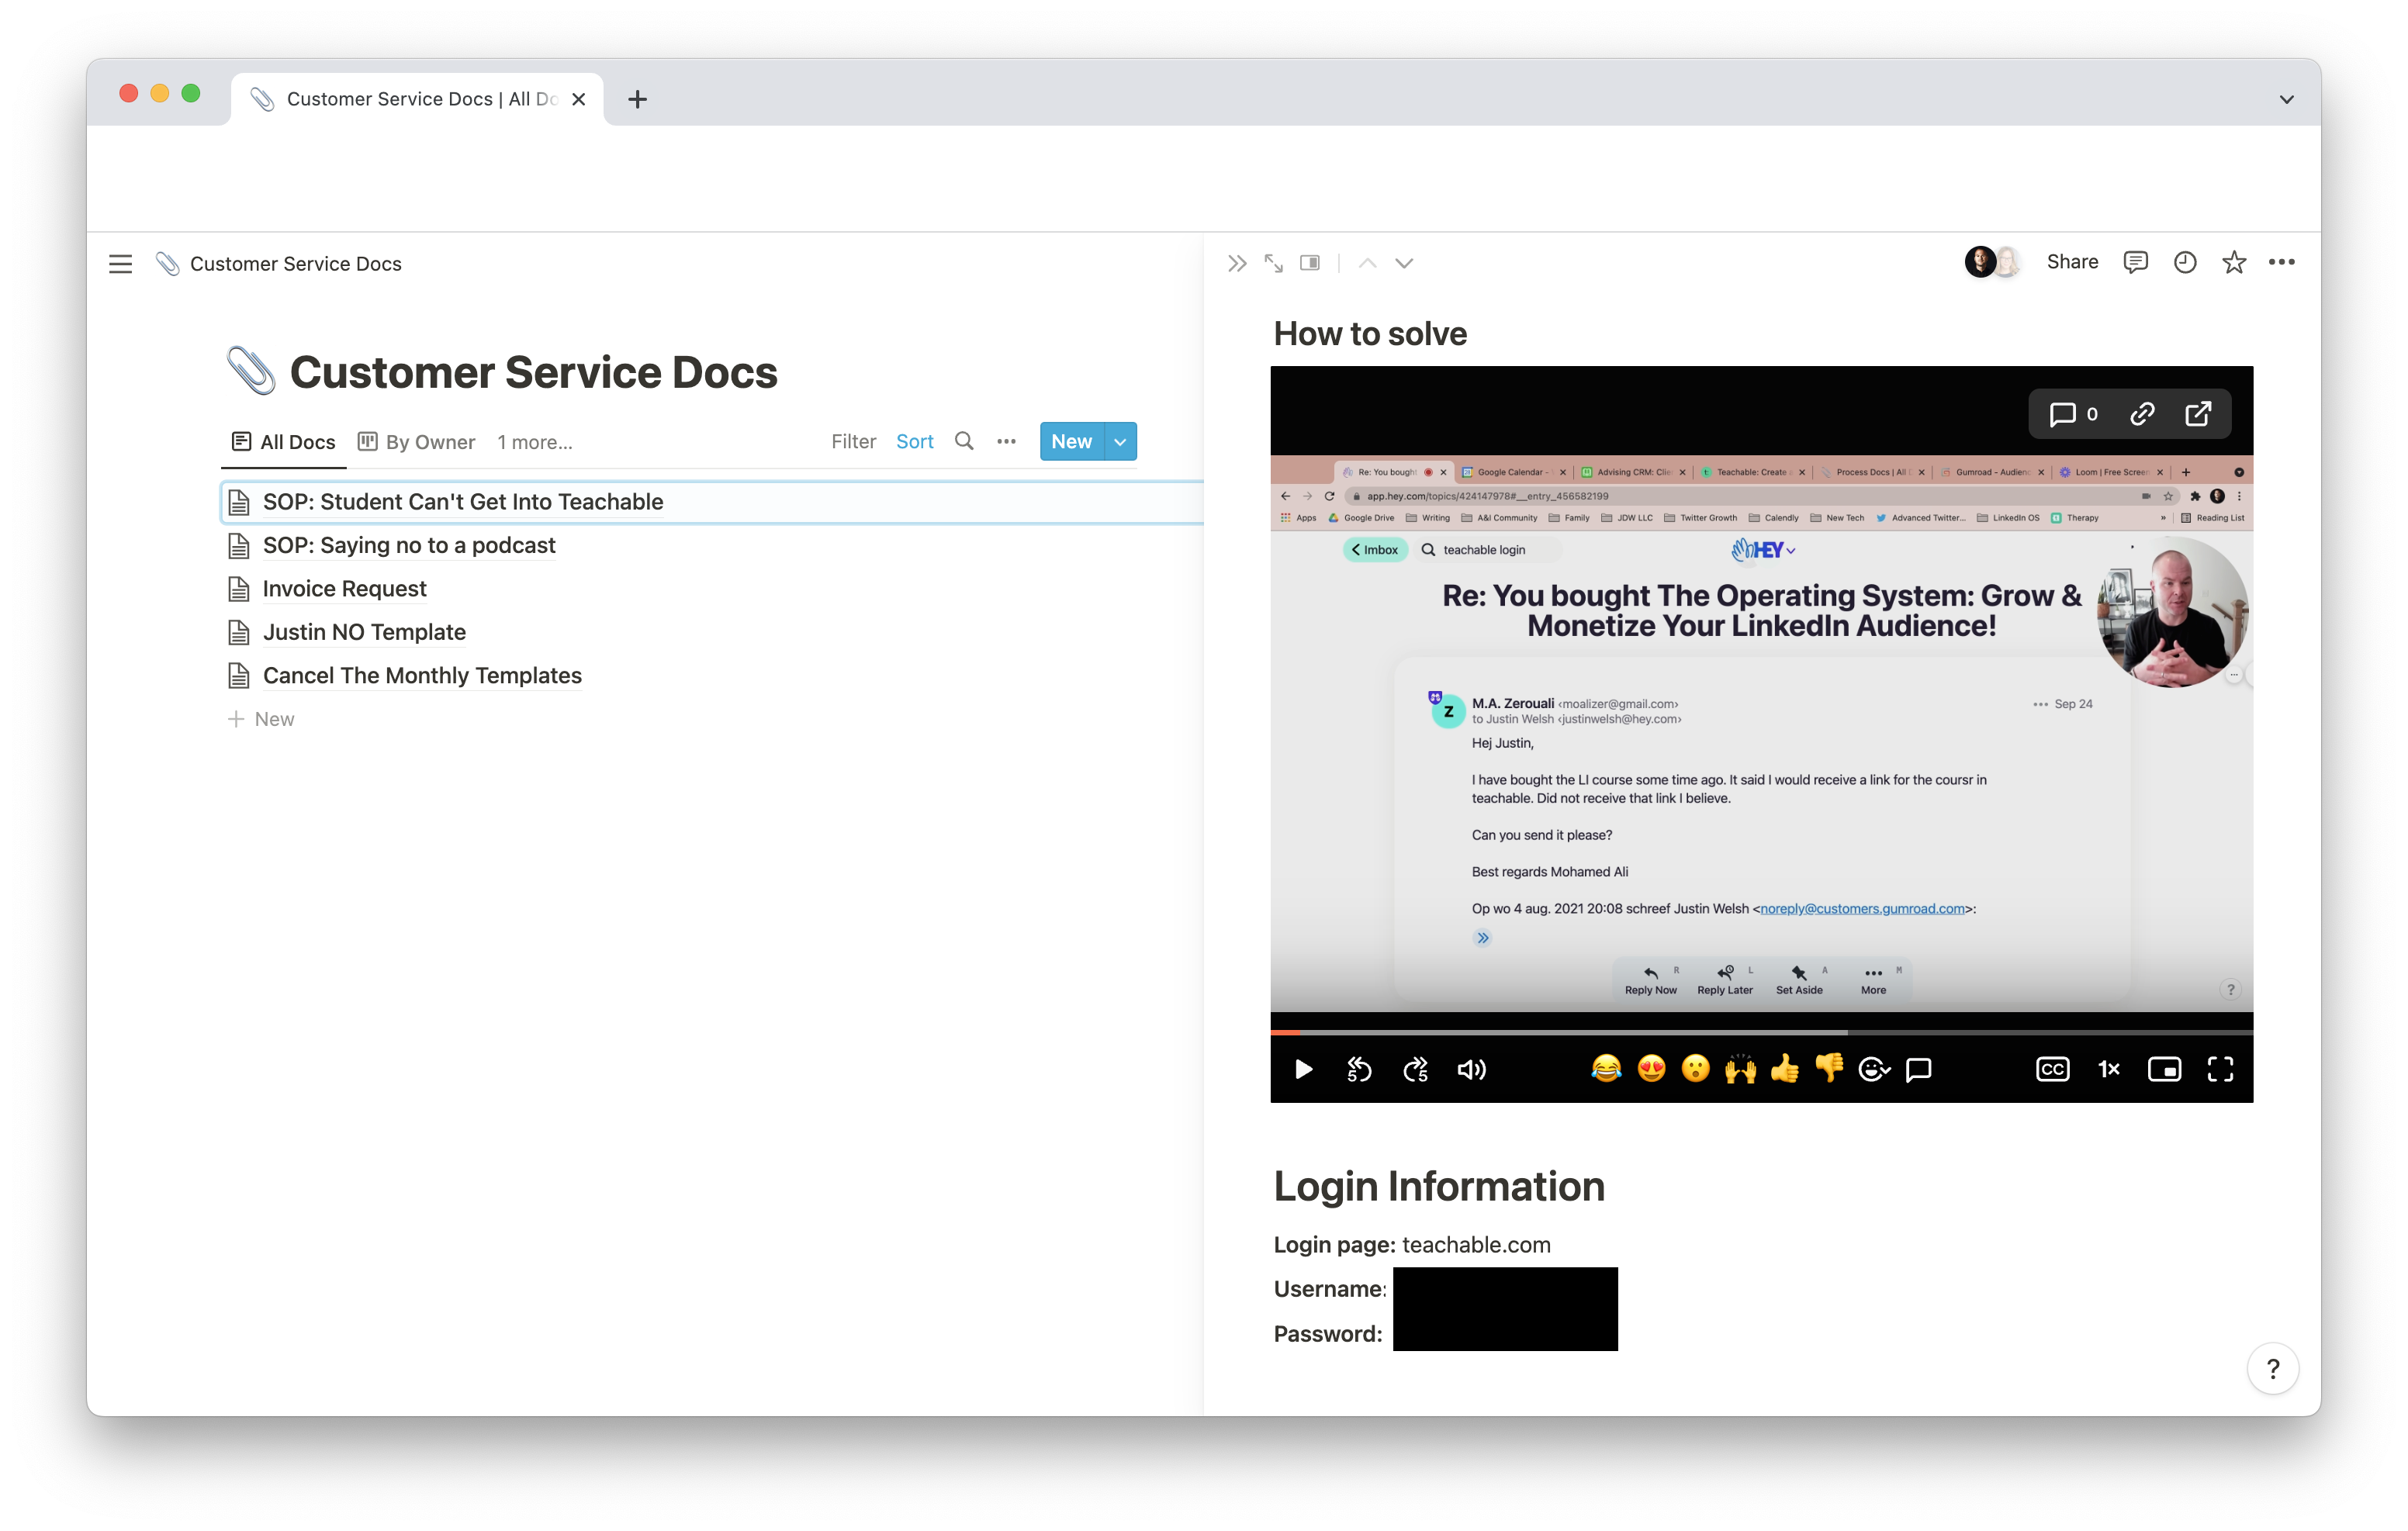 Customer Service Docs | All Do
Customer Service Docs
Share
Customer Service Docs
All Docs
By Owner
1 more...
Filter
Sort
New
SOP: Student Can't Get Into Teachable
SOP: Saying no to a podcast
Invoice Request
Justin NO Template
Cancel The Monthly Templates
New
How to solve
0
Re: You bought
Google Calendar -
Advising CRM: Clie
Teachable: Create
Process Docs | All
Gumroad - Audien
Loom | Free Screen
app.hey.com/topics/424147978#__entry_456582199
Apps
Google Drive
Writing
A&I Community
Family
JDW LLC
Twitter Growth
Calendly
New Tech
Advanced Twitter...
LinkedIn OS
Therapy
»
Reading List
Imbox
teachable login
HEY
Re: You bought The Operating System: Grow &
Monetize Your LinkedIn Audience!
Z
M.A. Zerouali <moalizer@gmail.com>
Sep 24
to Justin Welsh <justinwelsh@hey.com>
Hej Justin,
I have bought the LI course some time ago. It said I would receive a link for the coursr in
teachable. Did not receive that link I believe.
Can you send it please?
Best regards Mohamed Ali
Op wo 4 aug. 2021 20:08 schreef Justin Welsh <noreply@customers.gumroad.com>:
R
L
A
M
Reply Now
Reply Later
Set Aside
More
?
5
5
CC
1×
Login Information
Login page: teachable.com
Username:
Password:
?